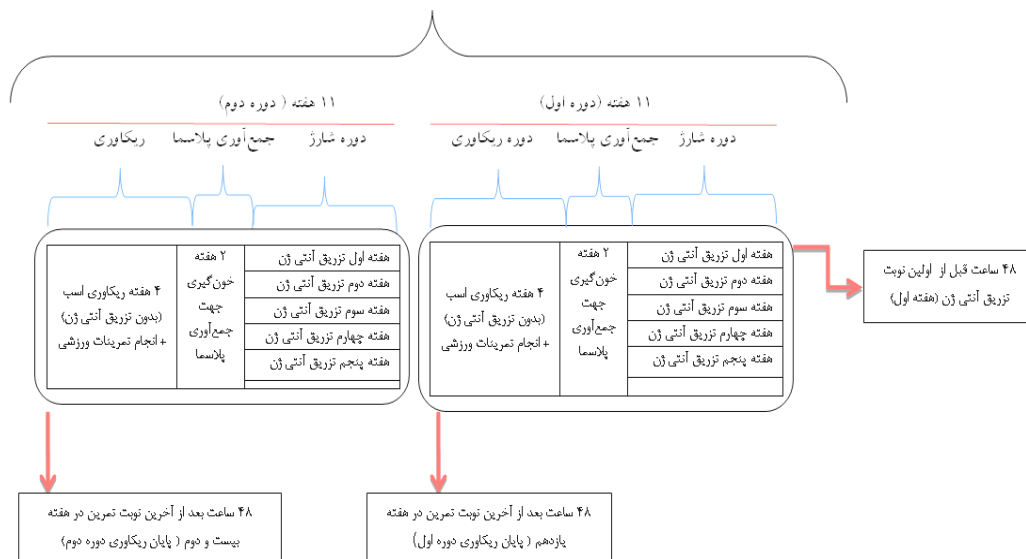 ۱۱ هفته (دوره اول)
۱۱ هفته ( دوره دوم)
دوره شارژ
جمع‌آوری پلاسما
دوره ریکاوری
دوره شارژ
جمع‌آوری پلاسما
ریکاوری
هفته اول تزریق آنتی ژن
هفته دوم تزریق آنتی ژن
هفته سوم تزریق آنتی ژن
هفته چهارم تزریق آنتی ژن
هفته پنجم تزریق آنتی ژن
۲ هفته
خون‌گیری
جهت
جمع‌آوری
پلاسما
۴ هفته ریکاوری اسب
(بدون تزریق آنتی ژن)
+ انجام تمرینات ورزشی
هفته اول تزریق آنتی ژن
هفته دوم تزریق آنتی ژن
هفته سوم تزریق آنتی ژن
هفته چهارم تزریق آنتی ژن
هفته پنجم تزریق آنتی ژن
۲ هفته
خون‌گیری
جهت
جمع‌آوری
پلاسما
۴ هفته ریکاوری اسب
(بدون تزریق آنتی ژن)
+ انجام تمرینات ورزشی
۴۸ ساعت قبل از اولین نوبت
تزریق آنتی ژن (هفته اول)
۴۸ ساعت بعد از آخرین نوبت تمرین در هفته
یازدهم ( پایان ریکاوری دوره اول)
۴۸ ساعت بعد از آخرین نوبت تمرین در هفته
بیست و دوم ( پایان ریکاوری دوره دوم)